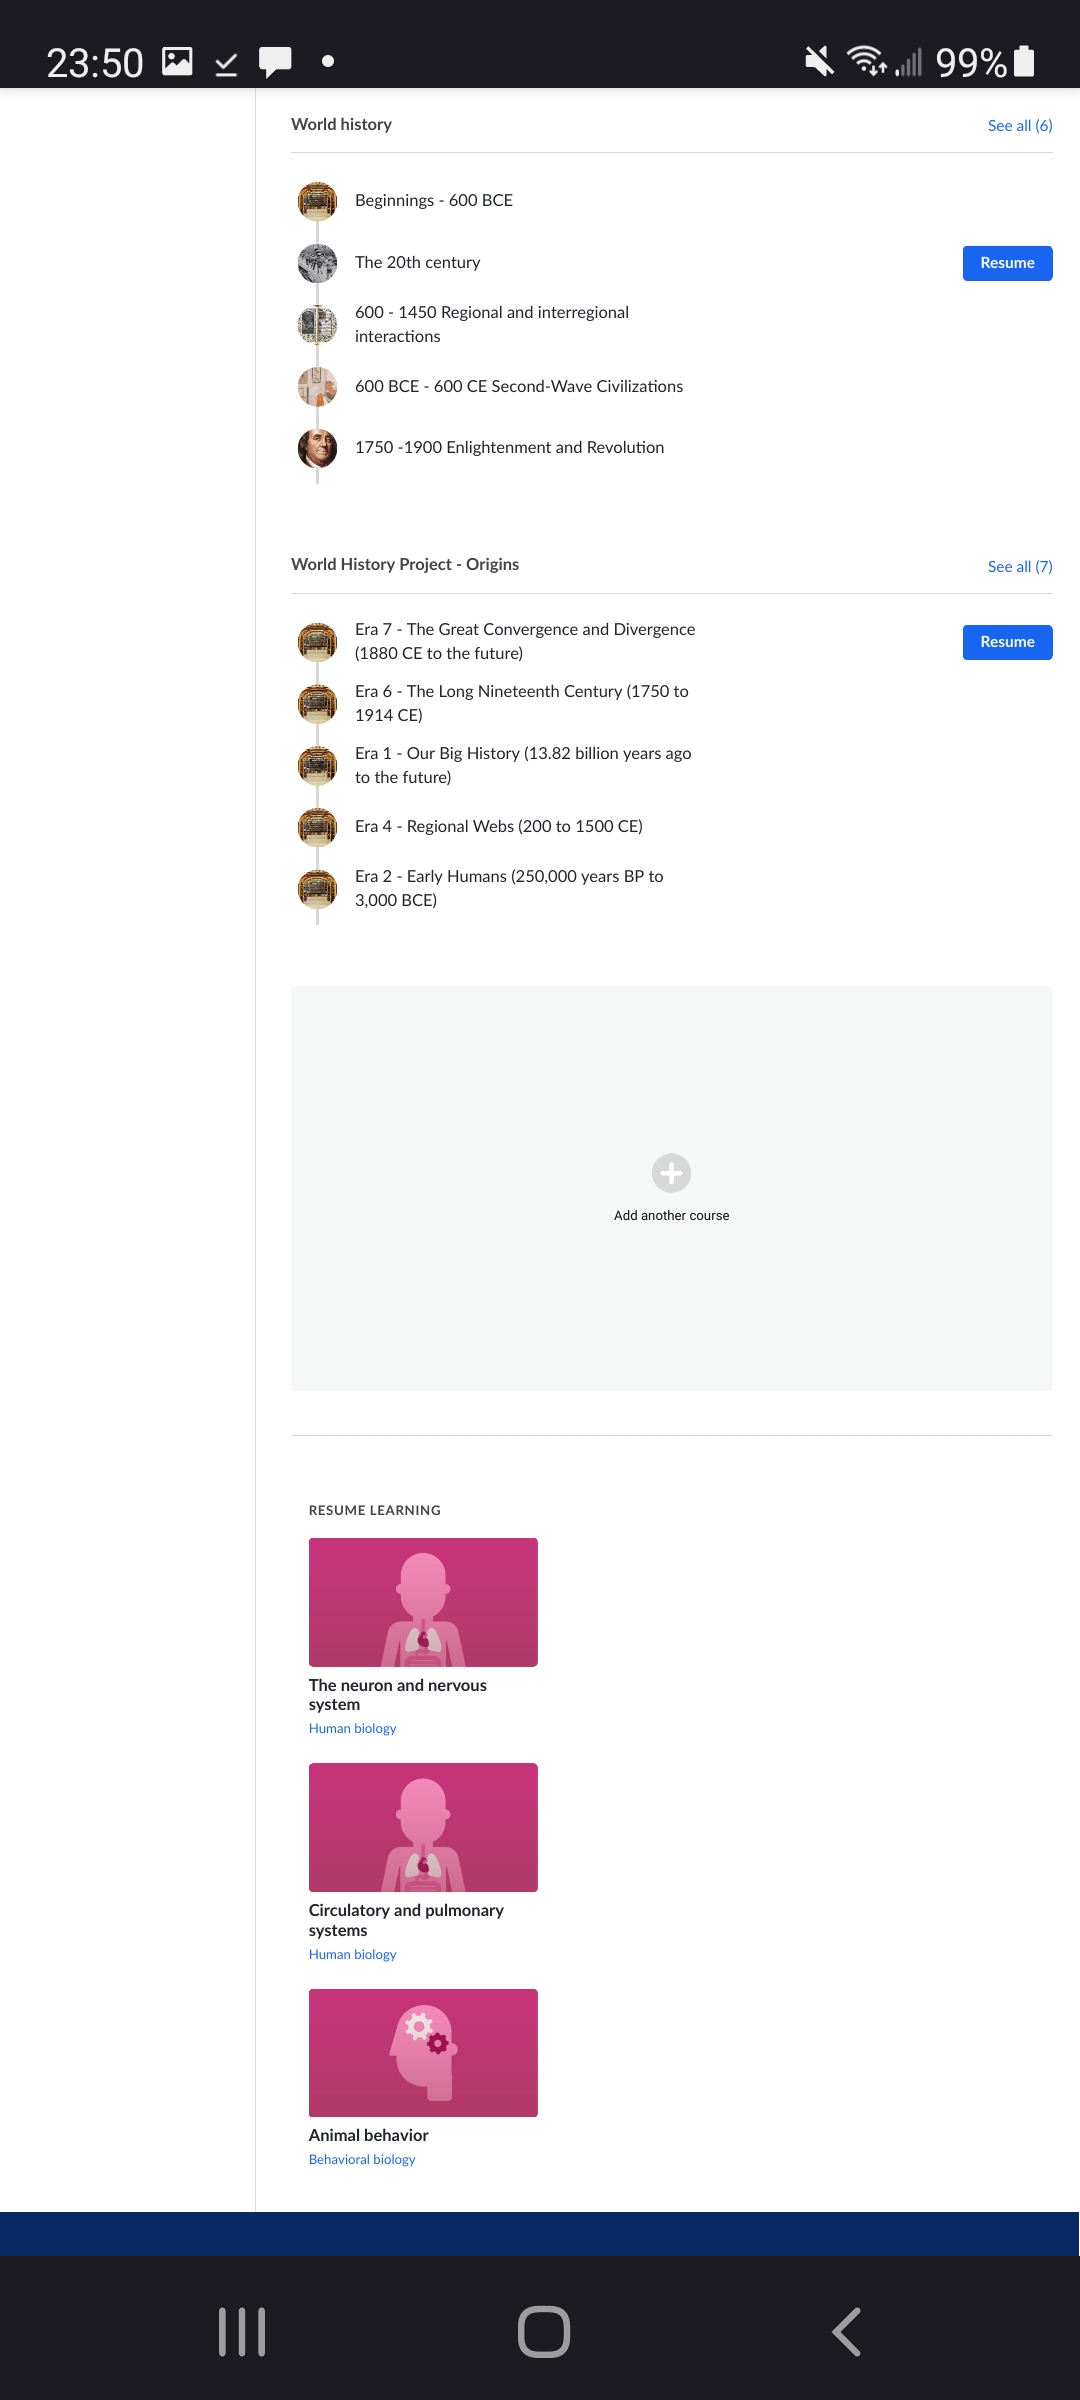 23:50
99%
World history
See all (6)
Beginnings - 600 BCE
The 20th century
Resume
600 - 1450 Regional and interregional
interactions
600 BCE - 600 CE Second-Wave Civilizations
1750 -1900 Enlightenment and Revolution
World History Project - Origins
See all (7)
Era 7 - The Great Convergence and Divergence
(1880 CE to the future)
Resume
Era 6 - The Long Nineteenth Century (1750 to
1914 CE)
Era 1 - Our Big History (13.82 billion years ago
to the future)
Era 4 - Regional Webs (200 to 1500 CE)
Era 2 - Early Humans (250,000 years BP to
3,000 BCE)
Add another course
RESUME LEARNING
The neuron and nervous
system
Human biology
Circulatory and pulmonary
systems
Human biology
Animal behavior
Behavioral biology